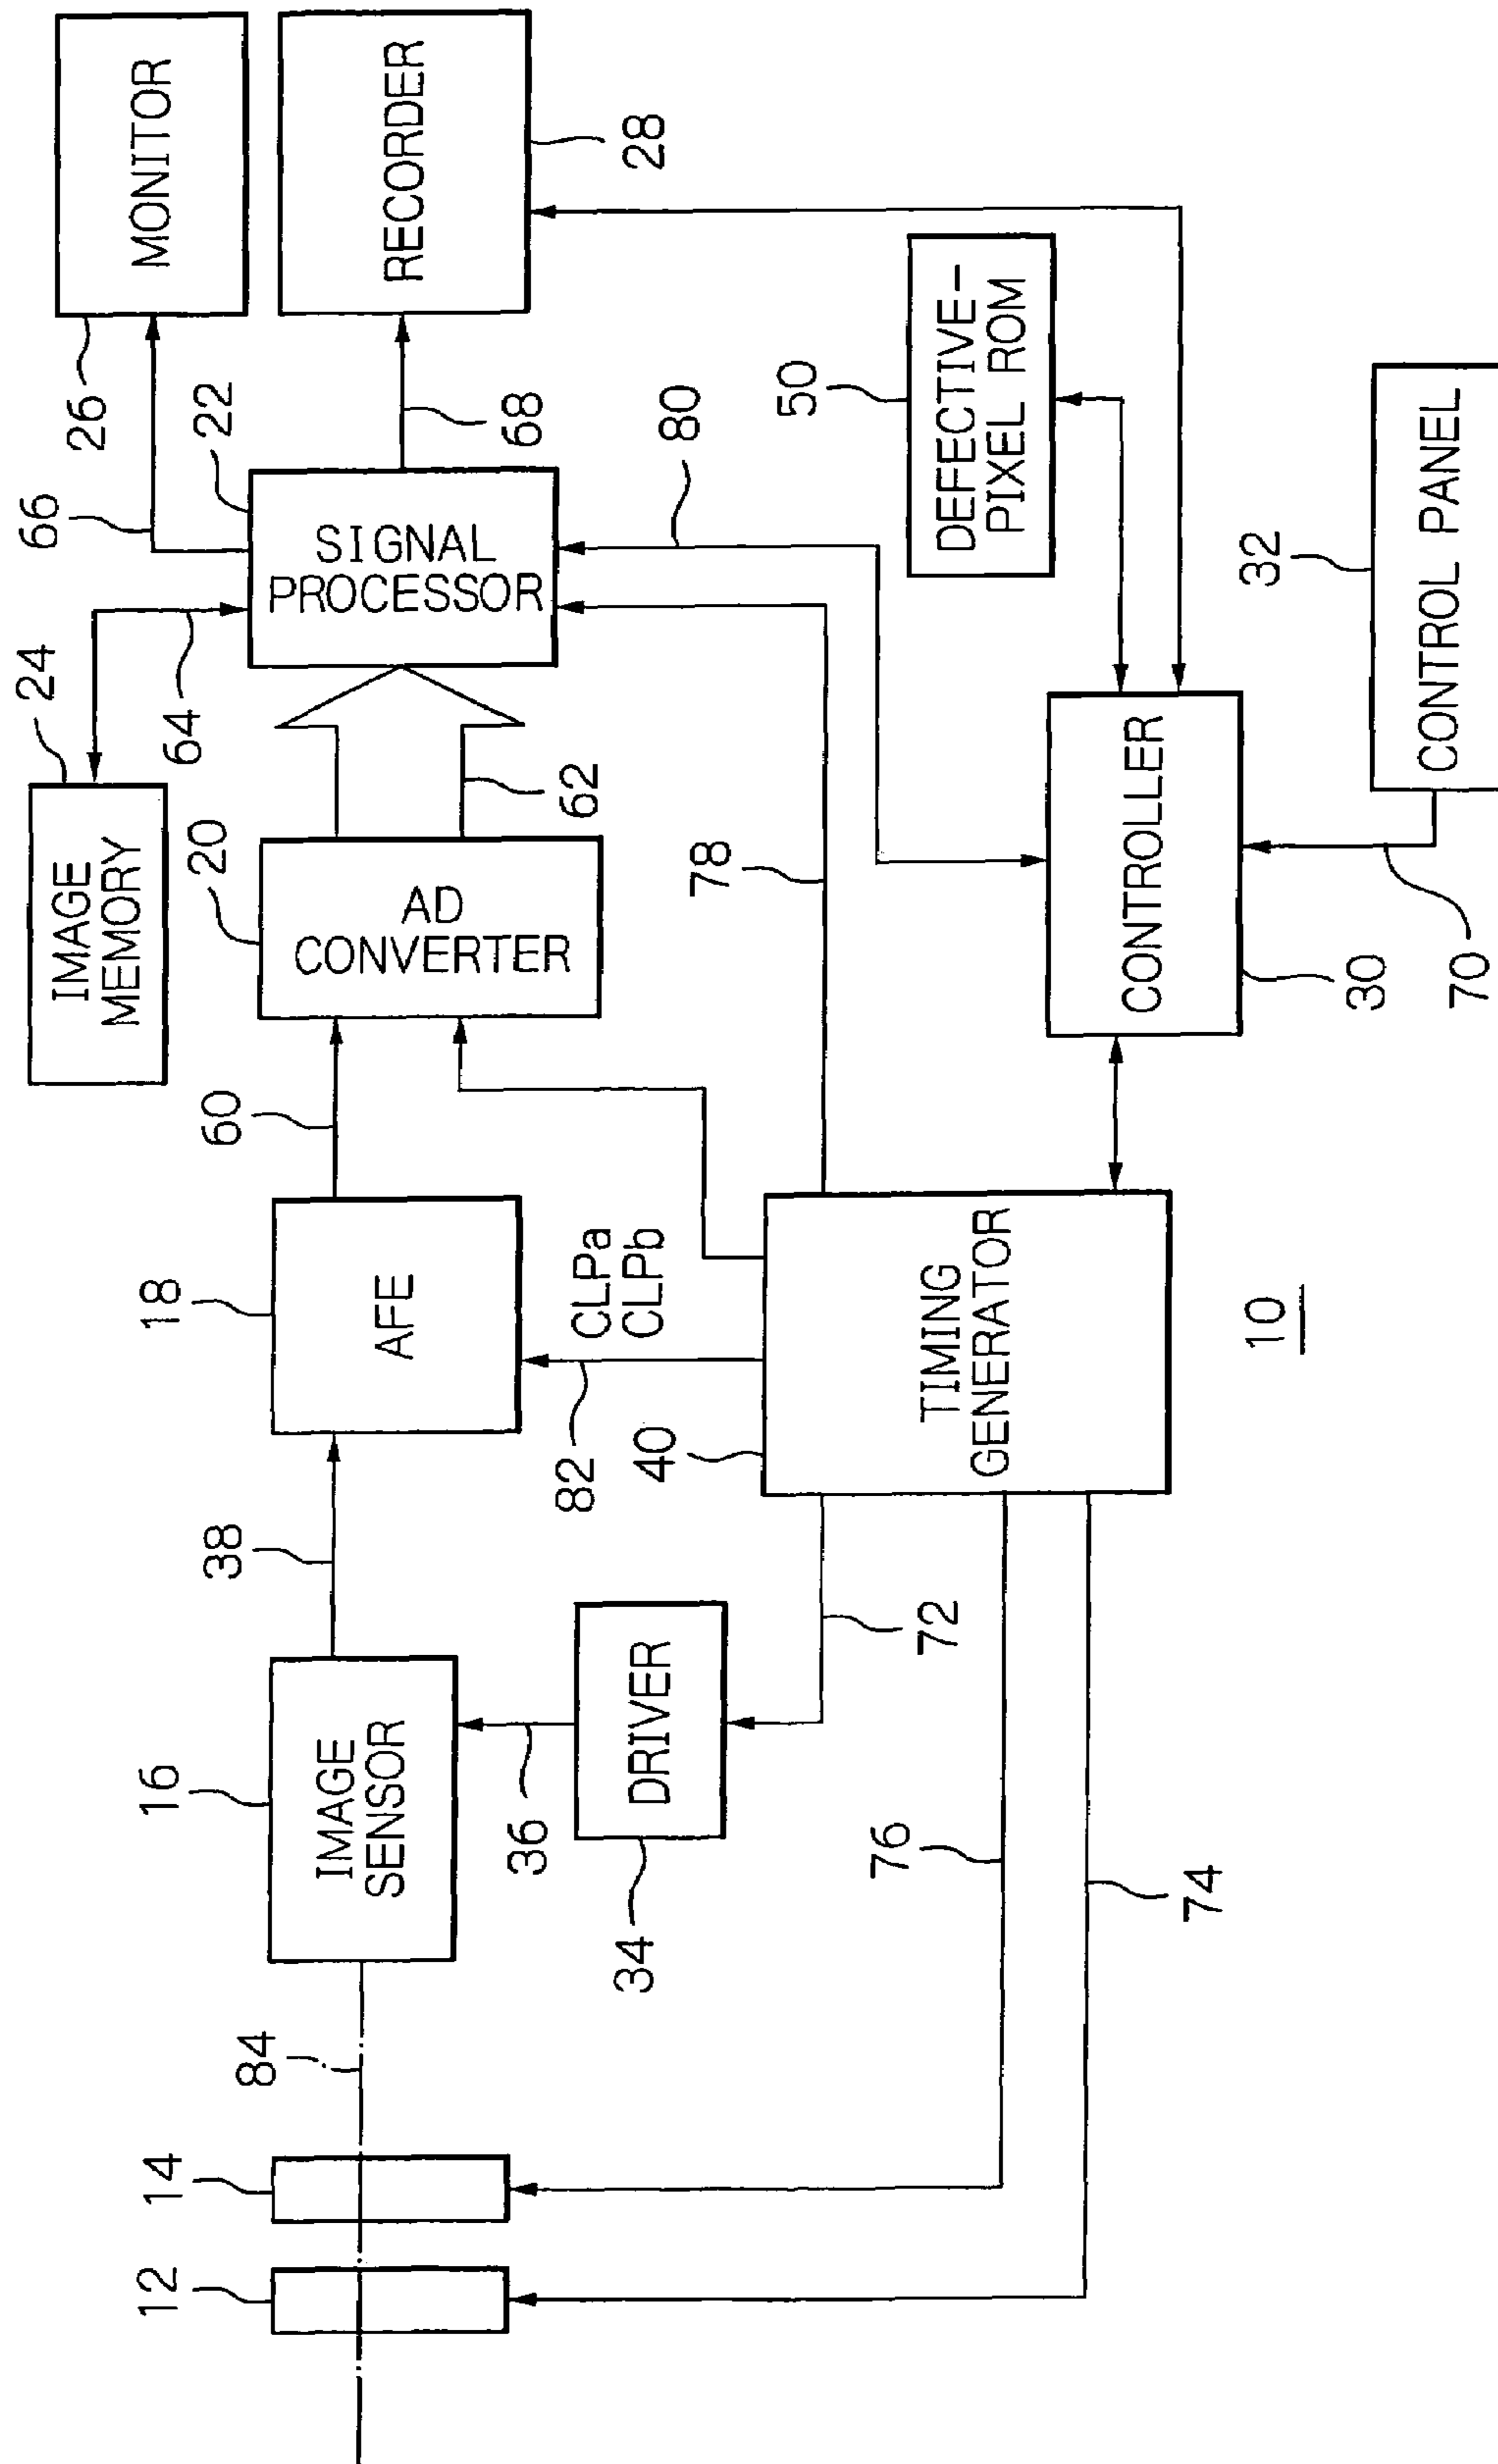 12
14
84
16
IMAGE
SENSOR
38
18
AFE
60
20
AD
CONVERTER
62
24
IMAGE
MEMORY
64
22
SIGNAL
PROCESSOR
66
26
MONITOR
68
RECORDER
28
36
DRIVER
34
72
82
CLPa
CLPb
40
TIMING
GENERATOR
76
74
78
80
50
DEFECTIVE-
PIXEL ROM
CONTROLLER
30
70
32
CONTROL PANEL
10